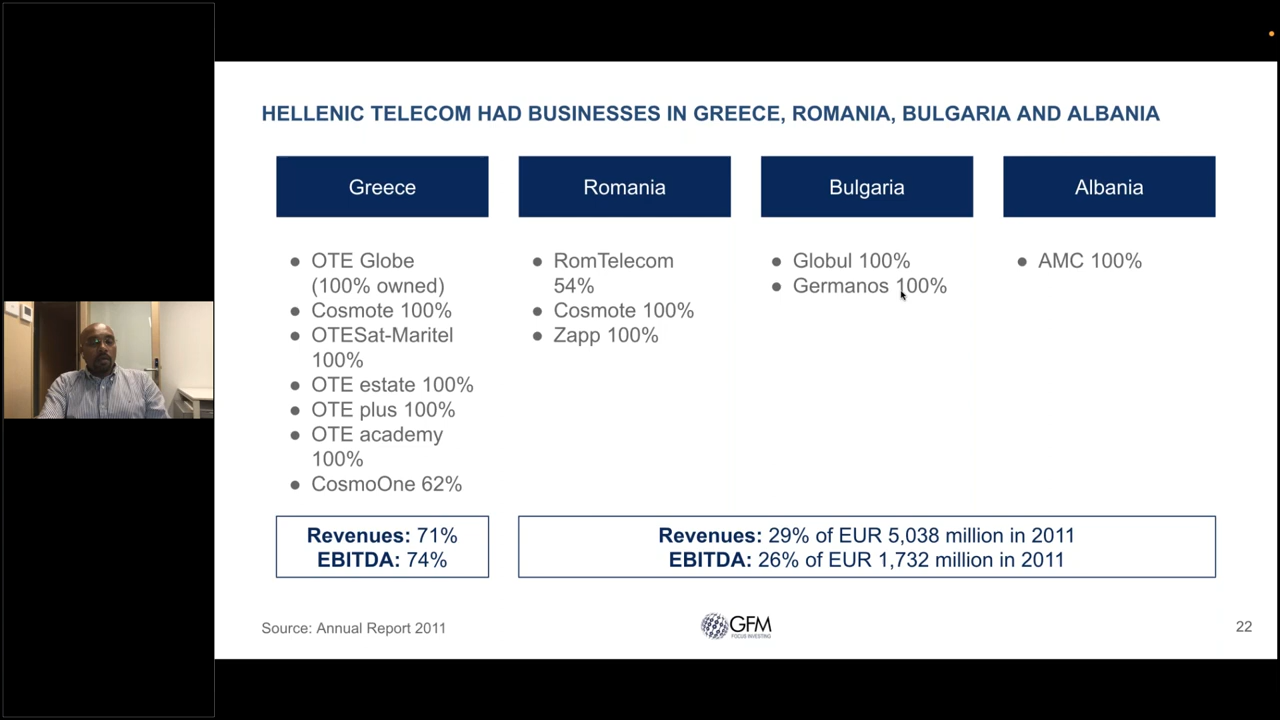 HELLENIC TELECOM HAD BUSINESSES IN GREECE, ROMANIA, BULGARIA AND ALBANIA
Greece
● OTE Globe
(100% owned)
● Cosmote 100%
● OTESat-Maritel
100%
● OTE estate 100%
● OTE plus 100%
● OTE academy
100%
● CosmoOne 62%
Revenues: 71%
EBITDA: 74%
Romania
● RomTelecom
54%
● Cosmote 100%
● Zapp 100%
Bulgaria
● Globul 100%
● Germanos 100%
Albania
● AMC 100%
Revenues: 29% of EUR 5,038 million in 2011
EBITDA: 26% of EUR 1,732 million in 2011
Source: Annual Report 2011
GFM
FOCUS INVESTING
22